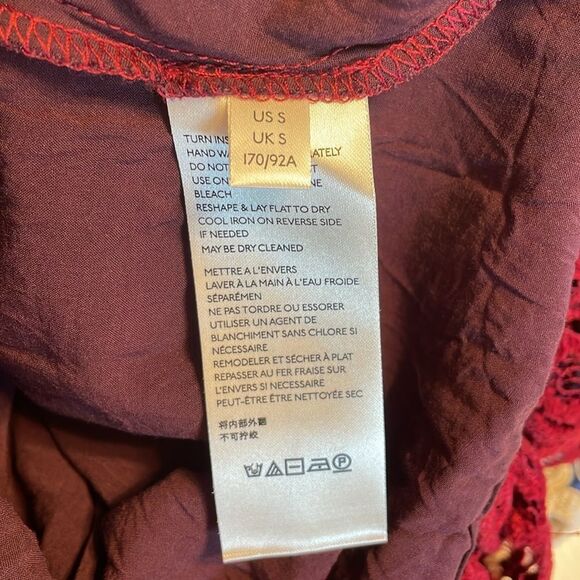 US S
UK S
170/92A
TURN INS
HAND WA ATELY
DO NOT T
USE ON NE
BLEACH
RESHAPE & LAY FLAT TO DRY
COOL IRON ON REVERSE SIDE
IF NEEDED
MAY BE DRY CLEANED
METTRE A L'ENVERS
LAVER À LA MAIN À L'EAU FROIDE
SÉPARÉMEN
NE PAS TORDRE OU ESSORER
UTILISER UN AGENT DE
BLANCHIMENT SANS CHLORE SI
NÉCESSAIRE
REMODELER ET SÉCHER À PLAT
REPASSER AU FER FRAISE SUR
L'ENVERS SI NECESSAIRE
PEUT-ÊTRE ÊTRE NETTOYÉE SEC
将内部外翻
不可拧绞